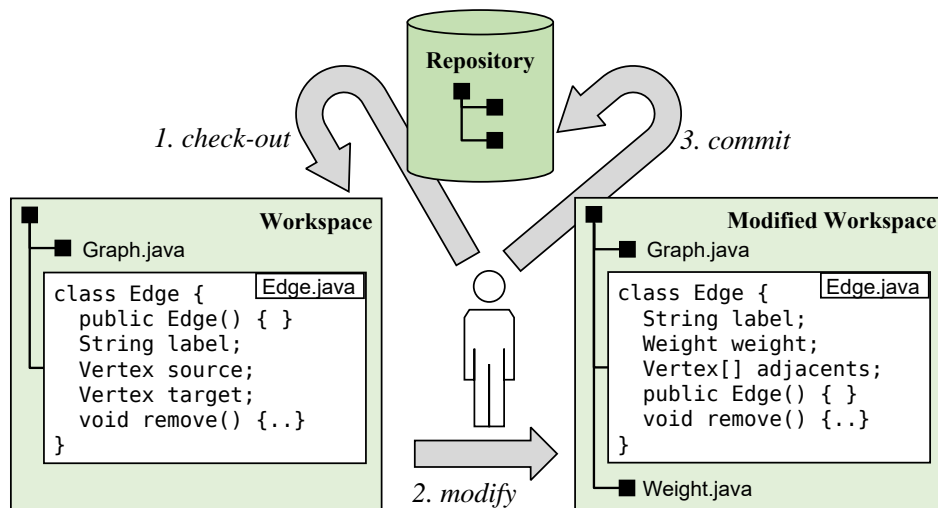 Repository
1. check-out
3. commit
Workspace
Graph.java
Edge.java
class Edge {
public Edge() { }
String label;
Vertex source;
Vertex target;
void remove() {..}
}
2. modify
Modified Workspace
Graph.java
Edge.java
class Edge {
String label;
Weight weight;
Vertex[] adjacents;
public Edge() { }
void remove() {..}
}
Weight.java